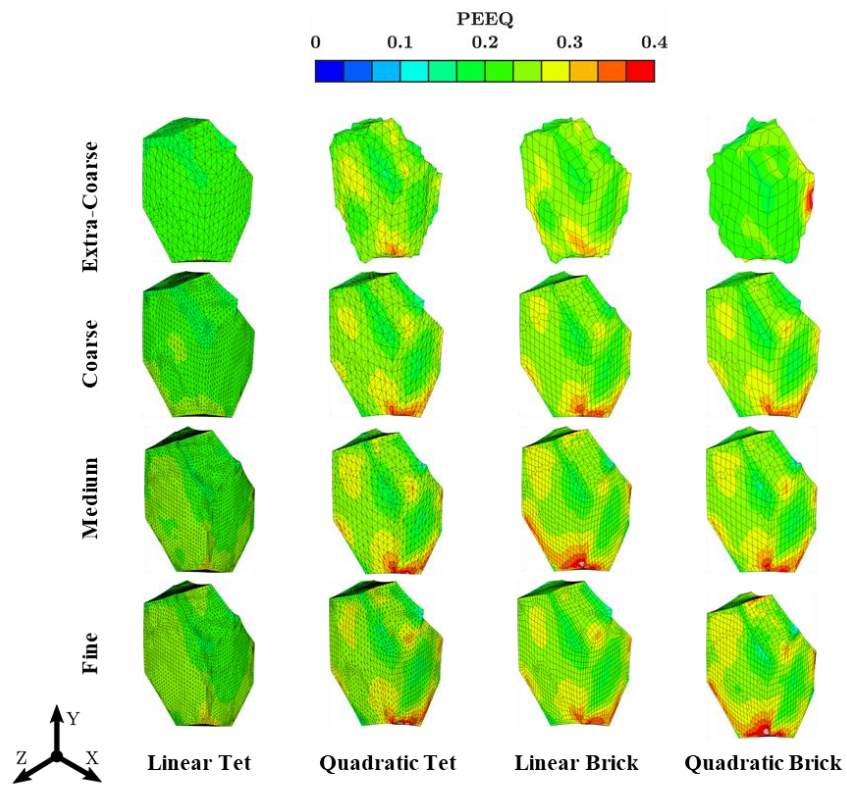 PEEQ
0 0.1 0.2 0.3 0.4
Extra-Coarse
Coarse
Medium
Fine
Y
Z X
Linear Tet Quadratic Tet Linear Brick Quadratic Brick